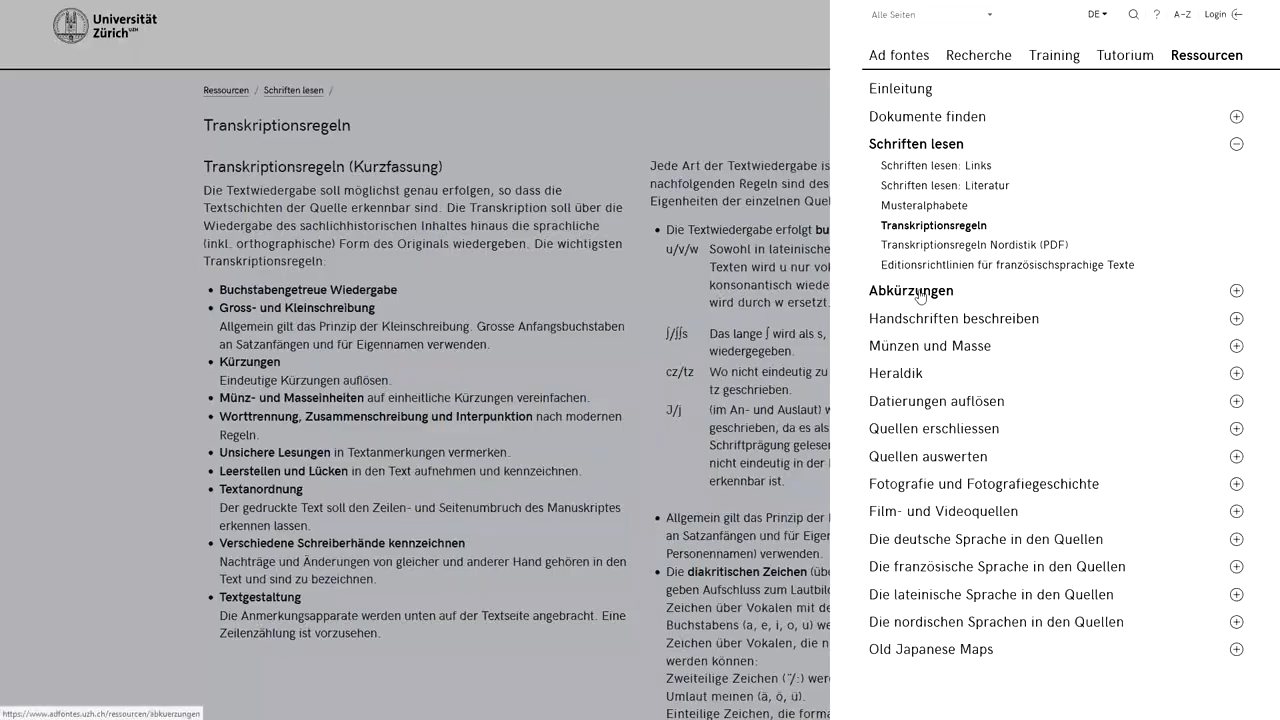 Universität
Zürich UZH
Alle Seiten
DE
?
A–Z
Login
Ad fontes
Recherche
Training
Tutorium
Ressourcen
Ressourcen / Schriften lesen /
Transkriptionsregeln
Transkriptionsregeln (Kurzfassung)
Die Textwiedergabe soll möglichst genau erfolgen, so dass die
Textschichten der Quelle erkennbar sind. Die Transkription soll über die
Wiedergabe des sachlichhistorischen Inhaltes hinaus die sprachliche
(inkl. orthographische) Form des Originals wiedergeben. Die wichtigsten
Transkriptionsregeln:
• Buchstabengetreue Wiedergabe
• Gross- und Kleinschreibung
Allgemein gilt das Prinzip der Kleinschreibung. Grosse Anfangsbuchstaben
an Satzanfängen und für Eigennamen verwenden.
• Kürzungen
Eindeutige Kürzungen auflösen.
• Münz- und Masseinheiten auf einheitliche Kürzungen vereinfachen.
• Worttrennung, Zusammenschreibung und Interpunktion nach modernen
Regeln.
• Unsichere Lesungen in Textanmerkungen vermerken.
• Leerstellen und Lücken in den Text aufnehmen und kennzeichnen.
• Textanordnung
Der gedruckte Text soll den Zeilen- und Seitenumbruch des Manuskriptes
erkennen lassen.
• Verschiedene Schreiberhände kennzeichnen
Nachträge und Änderungen von gleicher und anderer Hand gehören in den
Text und sind zu bezeichnen.
• Textgestaltung
Die Anmerkungsapparate werden unten auf der Textseite angebracht. Eine
Zeilenzählung ist vorzusehen.
Jede Art der Textwiedergabe is
nachfolgenden Regeln sind des
Eigenheiten der einzelnen Quel
• Die Textwiedergabe erfolgt bu
u/v/w Sowohl in lateinische
Texten wird u nur vok
konsonantisch wiede
wird durch w ersetzt.
ʃ/ʃʃs Das lange ʃ wird als s,
wiedergegeben.
cz/tz Wo nicht eindeutig zu
tz geschrieben.
J/j (im An- und Auslaut) w
geschrieben, da es als
Schriftprägung gelesen
nicht eindeutig in der
erkennbar ist.
• Allgemein gilt das Prinzip der
an Satzanfängen und für Eiger
Personennamen) verwenden.
• Die diakritischen Zeichen (übe
geben Aufschluss zum Lautbil
Zeichen über Vokalen mit de
Buchstabens (a, e, i, o, u) we
Zeichen über Vokalen, die n
werden können:
Zweiteilige Zeichen (¨/:) wer
Umlaut meinen (ä, ö, ü).
Einteilige Zeichen, die forma
Einleitung
Dokumente finden
Schriften lesen
Schriften lesen: Links
Schriften lesen: Literatur
Musteralphabete
Transkriptionsregeln
Transkriptionsregeln Nordistik (PDF)
Editionsrichtlinien für französischsprachige Texte
Abkürzungen
Handschriften beschreiben
Münzen und Masse
Heraldik
Datierungen auflösen
Quellen erschliessen
Quellen auswerten
Fotografie und Fotografiegeschichte
Film- und Videoquellen
Die deutsche Sprache in den Quellen
Die französische Sprache in den Quellen
Die lateinische Sprache in den Quellen
Die nordischen Sprachen in den Quellen
Old Japanese Maps
https://www.adfontes.uzh.ch/ressourcen/abkuerzungen